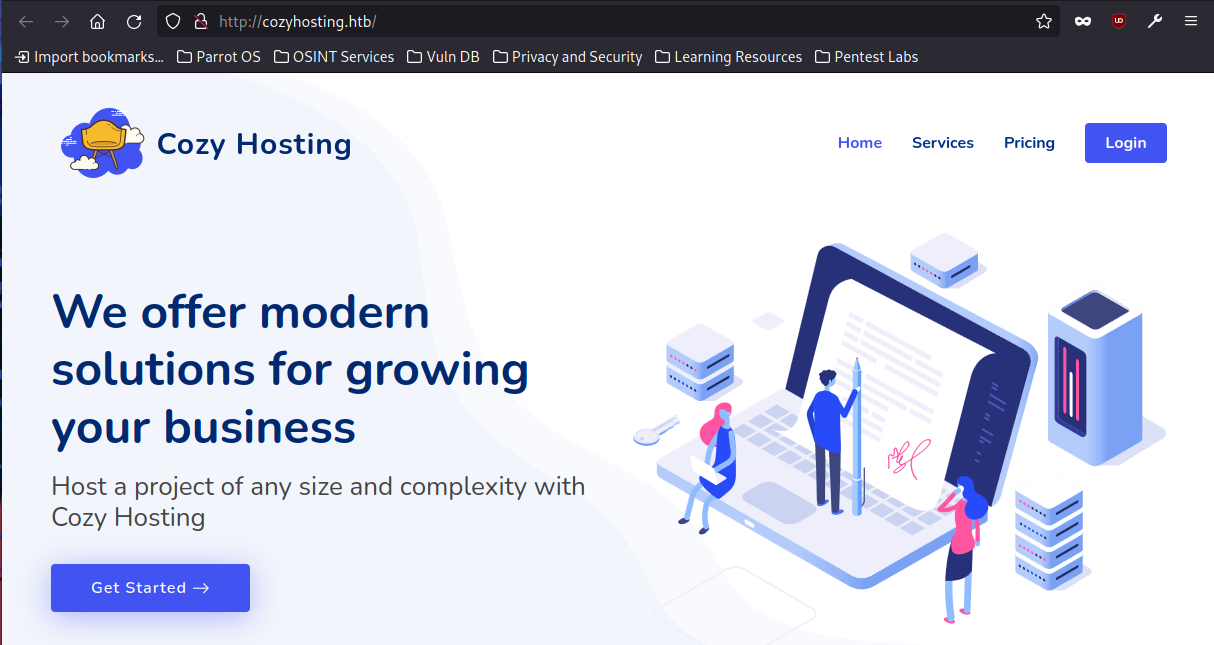 http://cozyhosting.htb/
UD
Import bookmarks... Parrot OS OSINT Services Vuln DB Privacy and Security Learning Resources Pentest Labs
Cozy Hosting
Home Services Pricing Login
We offer modern
solutions for growing
your business
Host a project of any size and complexity with
Cozy Hosting
Get Started →